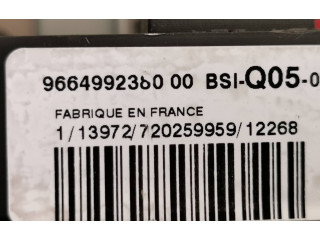 9664992380 00 BSI-Q05-0
FABRIQUE EN FRANCE
1/13972/720259959/12268